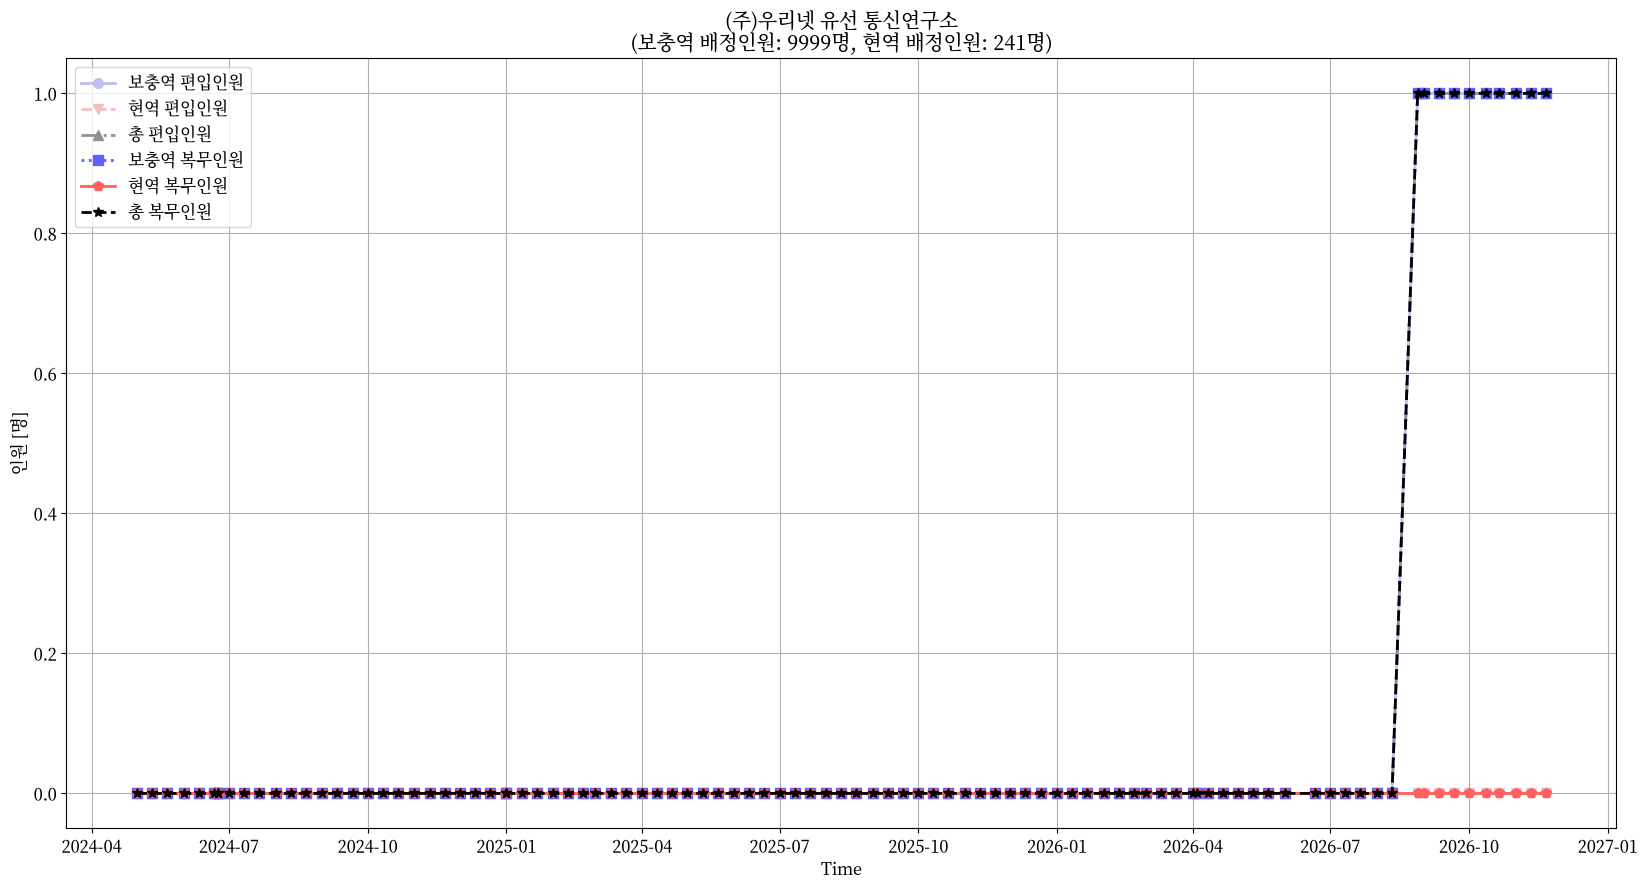 (주)우리넷 유선 통신연구소
(보충역 배정인원: 9999명, 현역 배정인원: 241명)
보충역 편입인원
현역 편입인원
총 편입인원
보충역 복무인원
현역 복무인원
총 복무인원
1.0
0.8
0.6
0.4
0.2
0.0
인원 [명]
2024-04 2024-07 2024-10 2025-01 2025-04 2025-07 2025-10 2026-01 2026-04 2026-07 2026-10 2027-01
Time